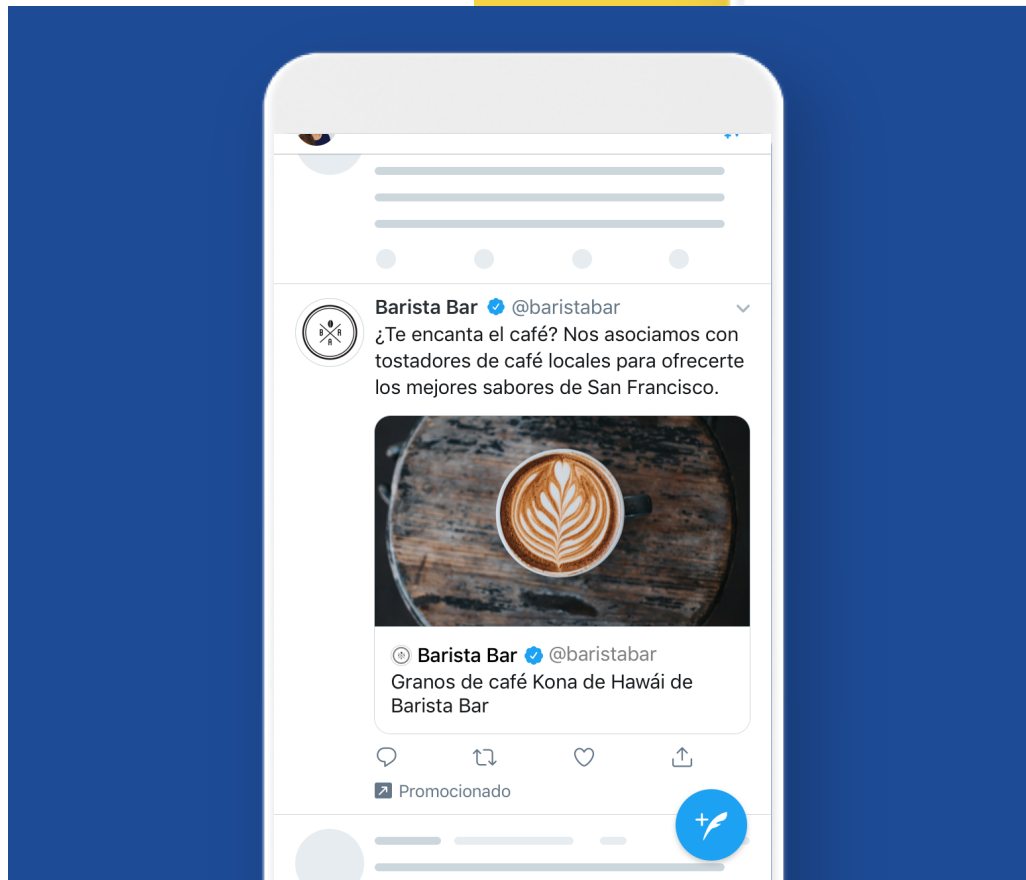 Barista Bar @baristabar
¿Te encanta el café? Nos asociamos con
tostadores de café locales para ofrecerte
los mejores sabores de San Francisco.
B A R
R
Barista Bar @baristabar
Granos de café Kona de Hawái de
Barista Bar
Promocionado